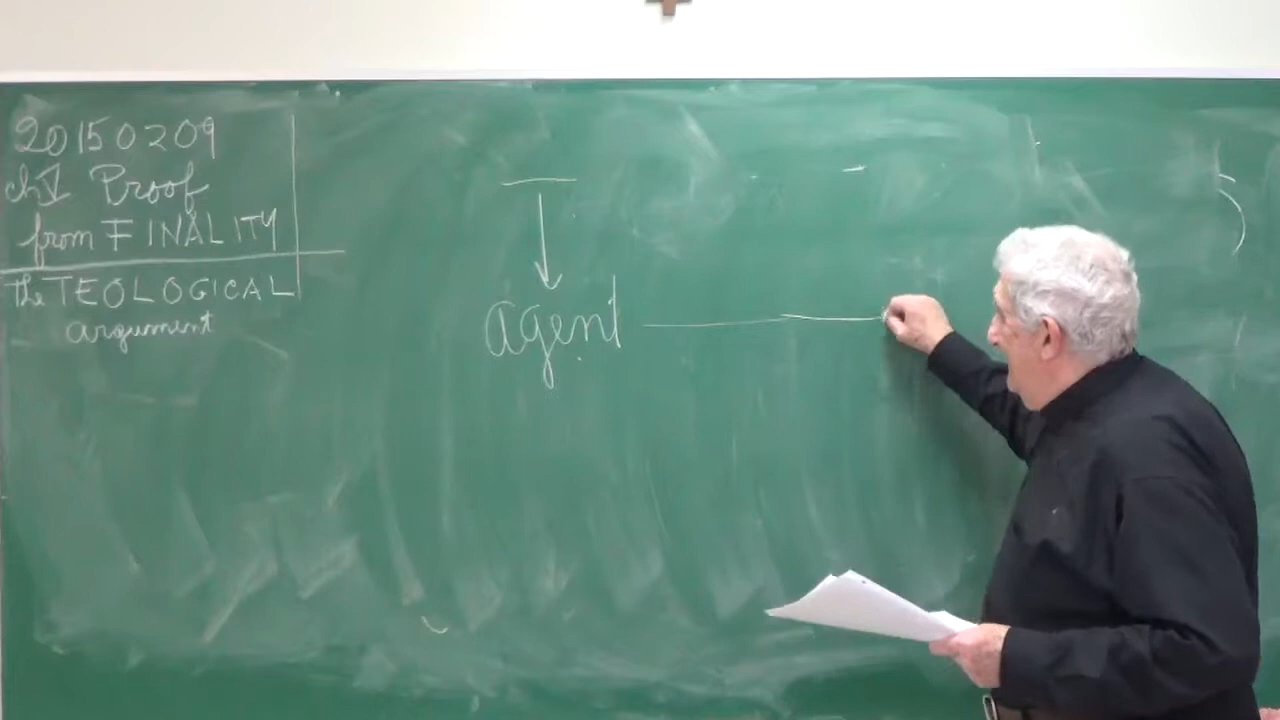 20150209
ch V Proof
from FINALITY
the TEOLOGICAL
argument
agent